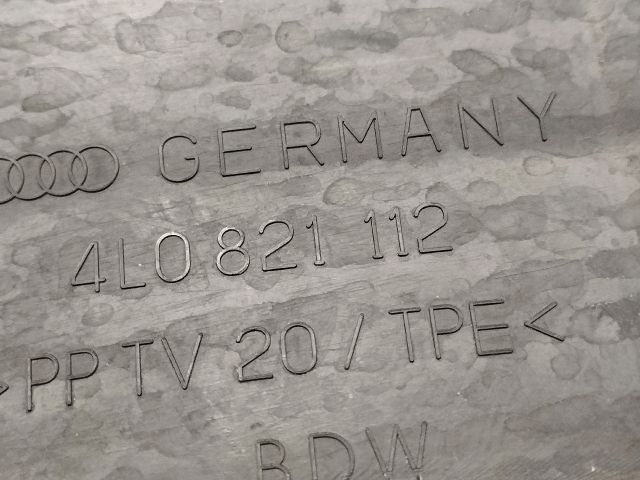 GERMANY
4L0 821 112
>PP TV 20 / TPE<
BDW